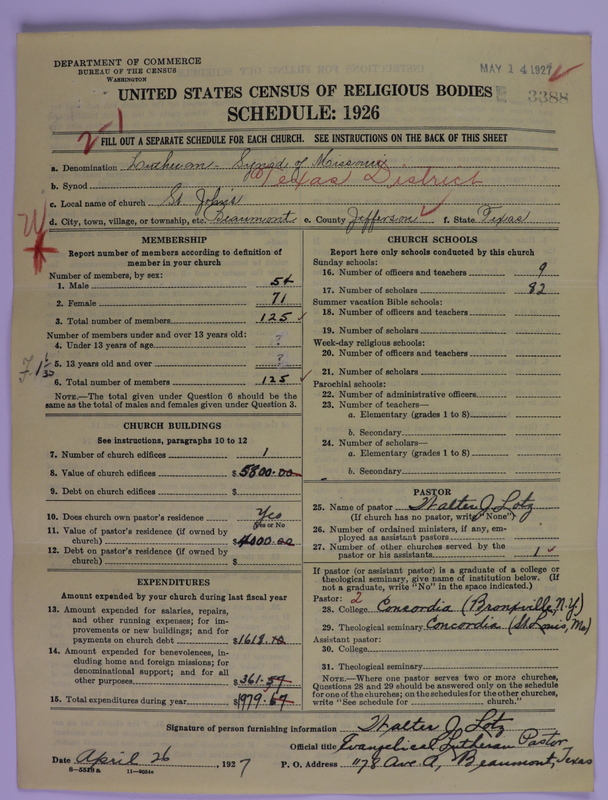 DEPARTMENT OF COMMERCE
BUREAU OF THE CENSUS
WASHINGTON
MAY 14 1927
UNITED STATES CENSUS OF RELIGIOUS BODIES
E 3388
SCHEDULE: 1926
2-1
FILL OUT A SEPARATE SCHEDULE FOR EACH CHURCH. SEE INSTRUCTIONS ON THE BACK OF THIS SHEET
a. Denomination Lutheran - Synod of Missouri
b. Synod Texas District
c. Local name of church St. John's
d. City, town, village, or township, etc. Beaumont e. County Jefferson f. State Texas
MEMBERSHIP
Report number of members according to definition of
member in your church
Number of members, by sex:
1. Male 54
2. Female 71
3. Total number of members 125
Number of members under and over 13 years old:
4. Under 13 years of age ?
5. 13 years old and over ?
6. Total number of members 125
NOTE.—The total given under Question 6 should be
same as the total of males and females given under Question 3.
CHURCH BUILDINGS
See instructions, paragraphs 10 to 12
7. Number of church edifices 1
8. Value of church edifices $5800.00
9. Debt on church edifices $
10. Does church own pastor's residence Yes
Yes or No
11. Value of pastor's residence (if owned by
church) $4000.00
12. Debt on pastor's residence (if owned by
church) $
EXPENDITURES
Amount expended by your church during last fiscal year
13. Amount expended for salaries, repairs,
and other running expenses; for im-
provements or new buildings; and for
payments on church debt $1618.
14. Amount expended for benevolences, in-
cluding home and foreign missions; for
denominational support; and for all
other purposes $361.
15. Total expenditures during year $1979.67
CHURCH SCHOOLS
Report here only schools conducted by this church
Sunday schools:
16. Number of officers and teachers 9
17. Number of scholars 82
Summer vacation Bible schools:
18. Number of officers and teachers
19. Number of scholars
Week-day religious schools:
20. Number of officers and teachers
21. Number of scholars
Parochial schools:
22. Number of administrative officers
23. Number of teachers—
a. Elementary (grades 1 to 8)
b. Secondary
24. Number of scholars—
a. Elementary (grades 1 to 8)
b. Secondary
PASTOR
25. Name of pastor Walter J. Lotz
(If church has no pastor, write "None")
26. Number of ordained ministers, if any, em-
ployed as assistant pastors
27. Number of other churches served by the
pastor or his assistants 1
If pastor (or assistant pastor) is a graduate of a college or
theological seminary, give name of institution below. (If
not a graduate, write "No" in the space indicated.)
Pastor: 2
28. College Concordia (Bronxville, N.Y.)
29. Theological seminary Concordia (St. Louis, Mo)
Assistant pastor:
30. College
31. Theological seminary
NOTE.—Where one pastor serves two or more churches,
Questions 28 and 29 should be answered only on the schedule
for one of the churches; on the schedules for the other churches,
write "See schedule for church."
Signature of person furnishing information Walter J. Lotz
Official title Evangelical Lutheran Pastor
Date April 26, 1927 P. O. Address 1178 Ave. A, Beaumont, Texas
8—5519a 11—9054a